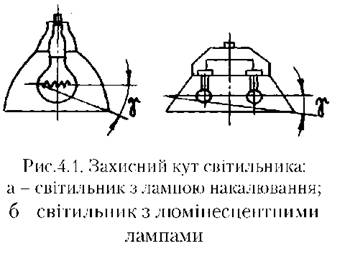 γ
γ
Рис.4.1. Захисний кут світильника:
а – світильник з лампою накалювання;
б світильник з люмінесцентними
лампами